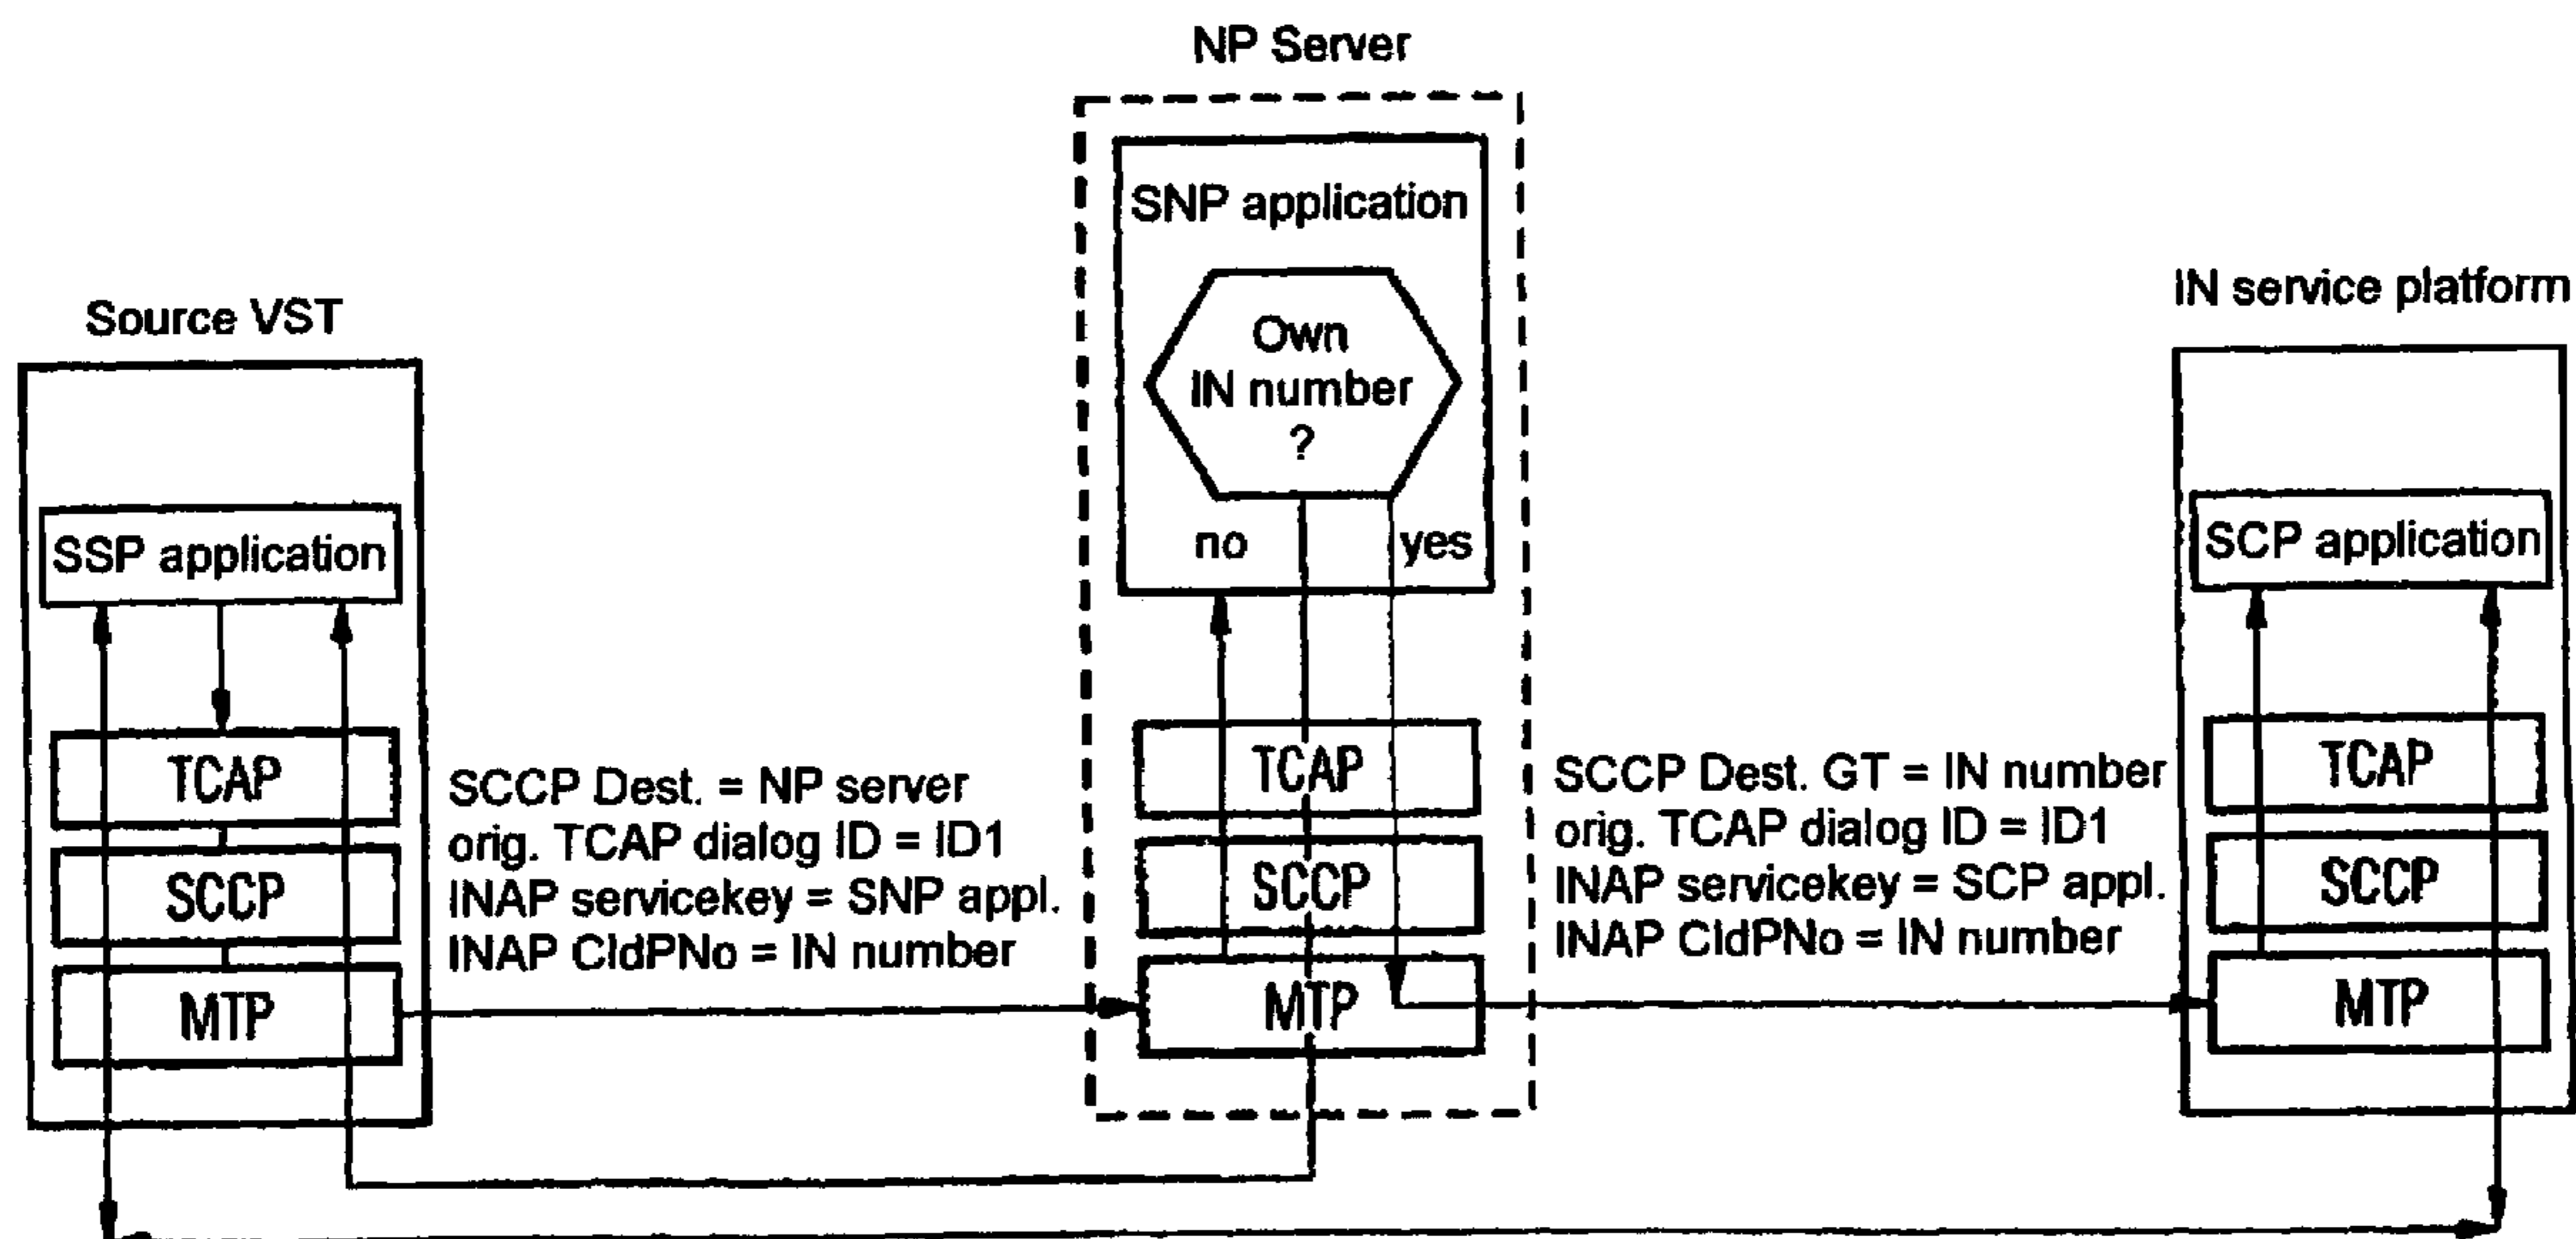 NP Server
SNP application
Own
IN number
?
no
yes
Source VST
SSP application
TCAP
SCCP
MTP
SCCP Dest. = NP server
orig. TCAP dialog ID = ID1
INAP servicekey = SNP appl.
INAP CldPNo = IN number
TCAP
SCCP
MTP
SCCP Dest. GT = IN number
orig. TCAP dialog ID = ID1
INAP servicekey = SCP appl.
INAP CldPNo = IN number
IN service platform
SCP application
TCAP
SCCP
MTP